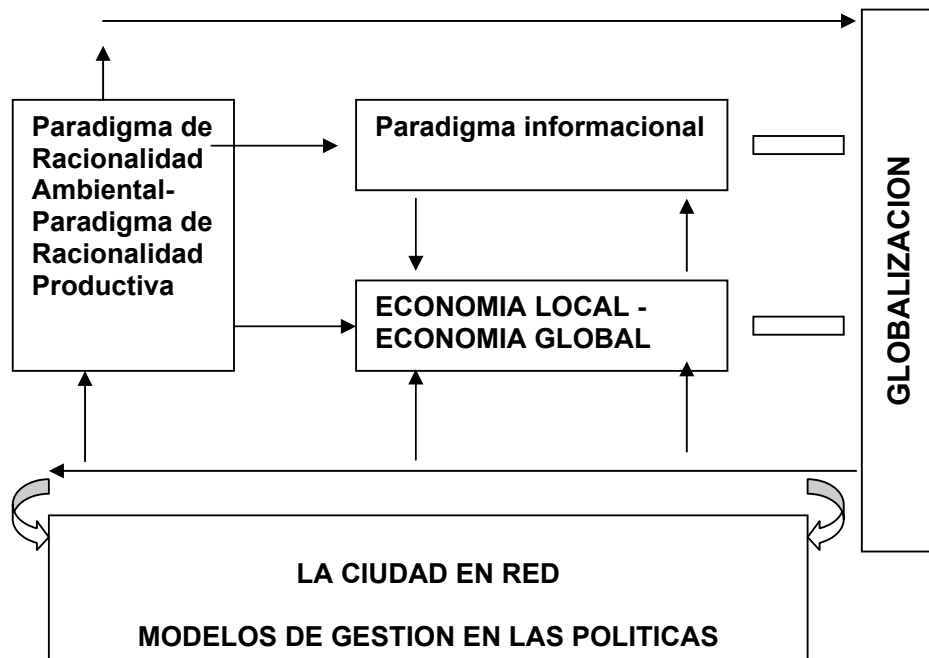 Paradigma de
Racionalidad
Ambiental-
Paradigma de
Racionalidad
Productiva
Paradigma informacional
ECONOMIA LOCAL -
ECONOMIA GLOBAL
GLOBALIZACION
LA CIUDAD EN RED
MODELOS DE GESTION EN LAS POLITICAS